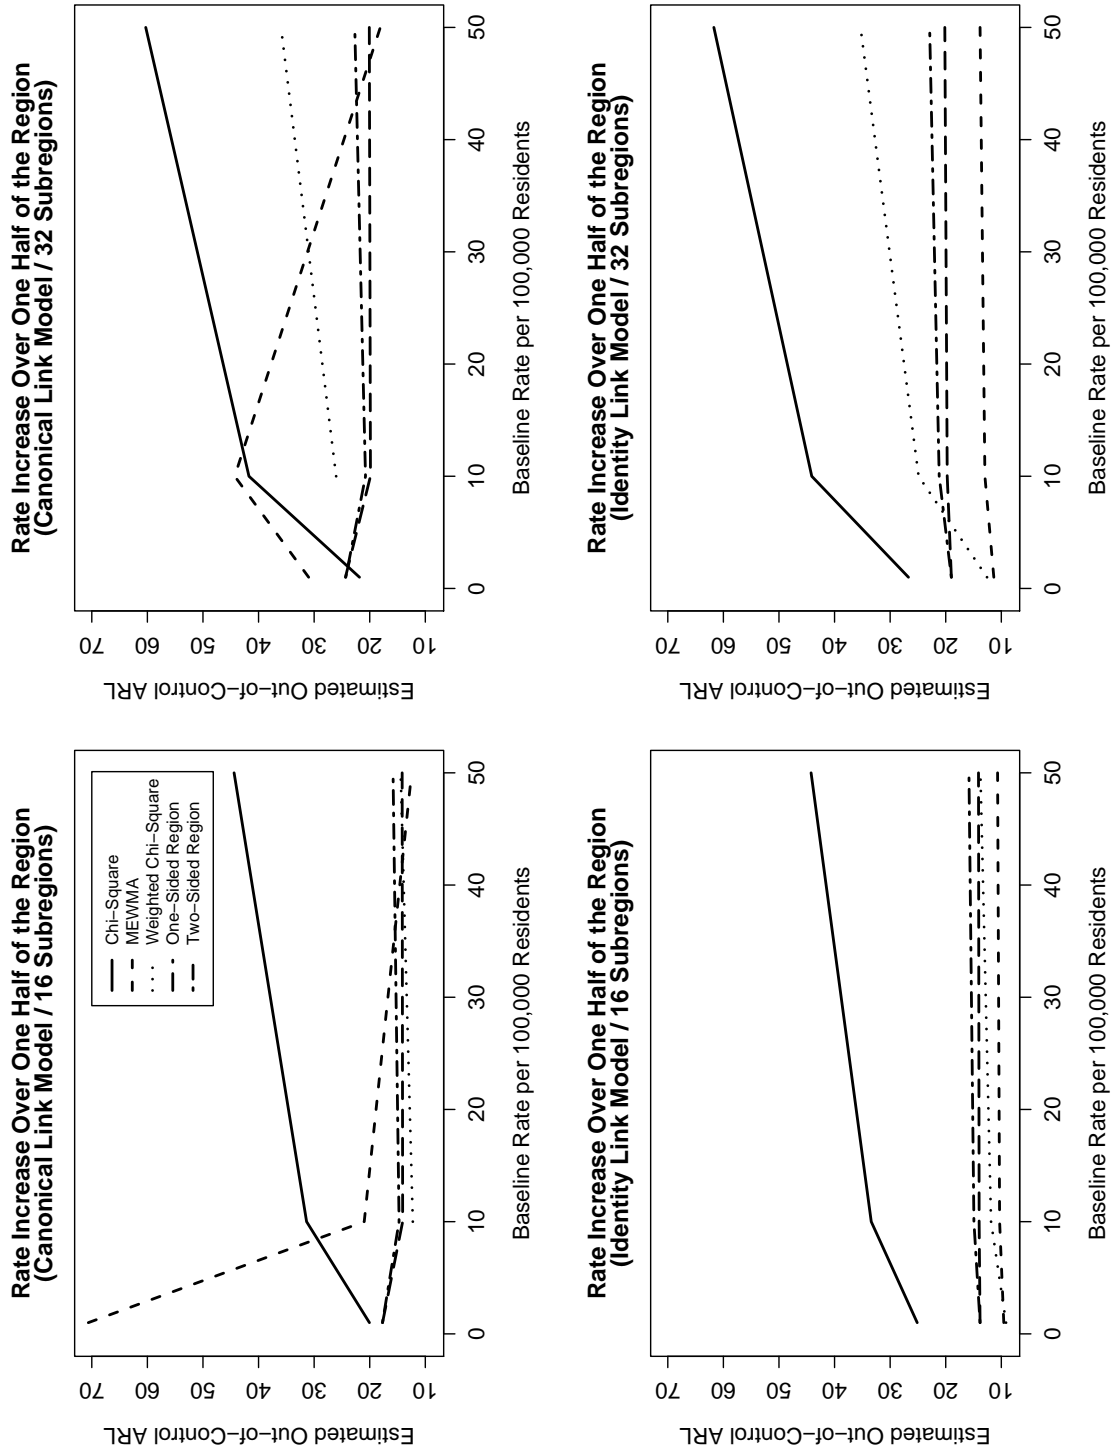 Rate Increase Over One Half of the Region
(Canonical Link Model / 16 Subregions)
Estimated Out−of−Control ARL
70
60
50
40
30
20
10
Chi−Square
MEWMA
Weighted Chi−Square
One−Sided Region
Two−Sided Region
0
10
20
30
40
50
Baseline Rate per 100,000 Residents
Rate Increase Over One Half of the Region
(Canonical Link Model / 32 Subregions)
Estimated Out−of−Control ARL
70
60
50
40
30
20
10
0
10
20
30
40
50
Baseline Rate per 100,000 Residents
Rate Increase Over One Half of the Region
(Identity Link Model / 16 Subregions)
Estimated Out−of−Control ARL
70
60
50
40
30
20
10
0
10
20
30
40
50
Baseline Rate per 100,000 Residents
Rate Increase Over One Half of the Region
(Identity Link Model / 32 Subregions)
Estimated Out−of−Control ARL
70
60
50
40
30
20
10
0
10
20
30
40
50
Baseline Rate per 100,000 Residents